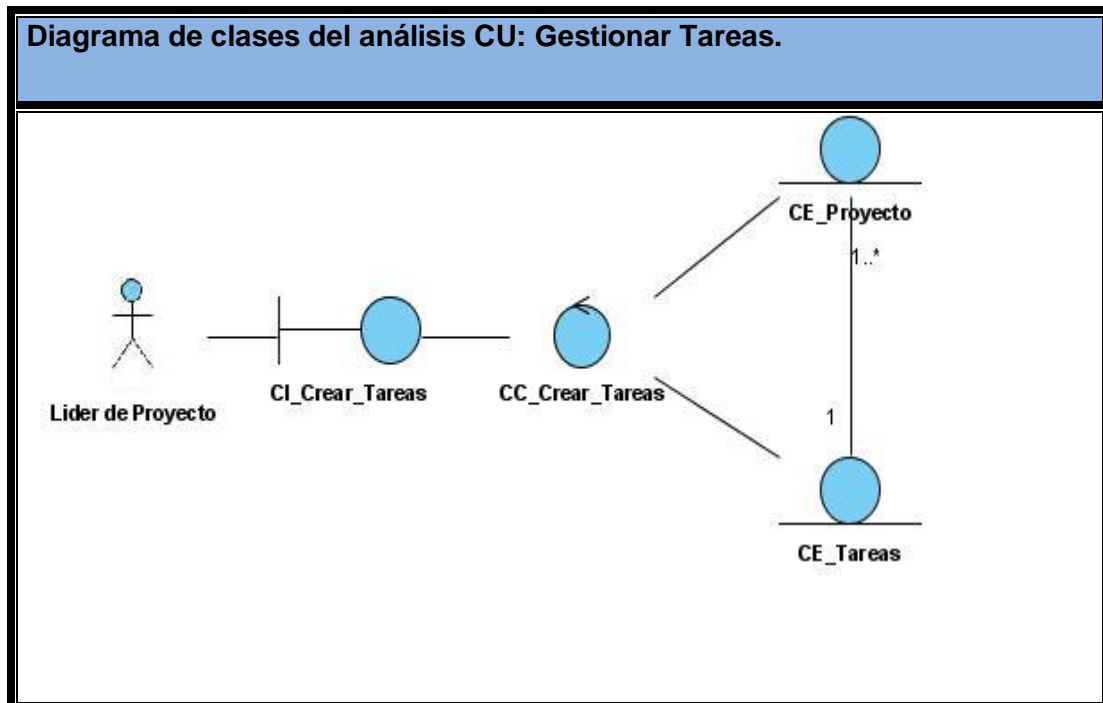 Diagrama de clases del análisis CU: Gestionar Tareas.
CE_Proyecto
1..*
Lider de Proyecto
CI_Crear_Tareas
CC_Crear_Tareas
1
CE_Tareas